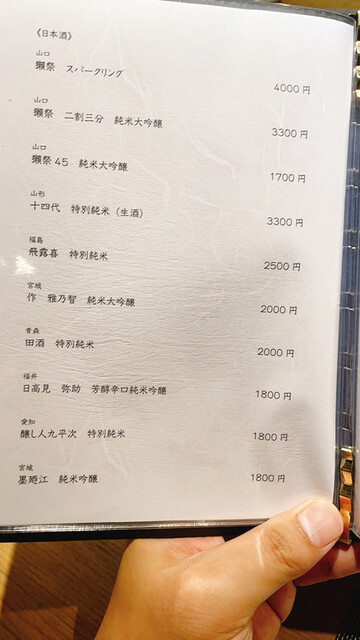 《日本酒》
山口
獺祭 スパークリング 4000円
山口
獺祭 二割三分 純米大吟醸 3300円
山口
獺祭45 純米大吟醸 1700円
山形
十四代 特別純米（生酒） 3300円
福島
飛露喜 特別純米 2500円
宮城
作 雅乃智 純米大吟醸 2000円
青森
田酒 特別純米 2000円
福井
日高見 弥助 芳醇辛口純米吟醸 1800円
愛知
醸し人九平次 特別純米 1800円
宮城
墨廼江 純米吟醸 1800円